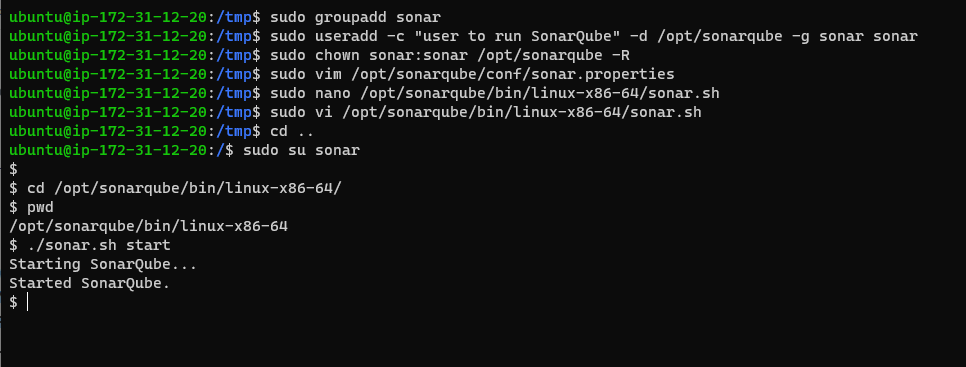 ubuntu@ip-172-31-12-20:/tmp$ sudo groupadd sonar
ubuntu@ip-172-31-12-20:/tmp$ sudo useradd -c "user to run SonarQube" -d /opt/sonarqube -g sonar sonar
ubuntu@ip-172-31-12-20:/tmp$ sudo chown sonar:sonar /opt/sonarqube -R
ubuntu@ip-172-31-12-20:/tmp$ sudo vim /opt/sonarqube/conf/sonar.properties
ubuntu@ip-172-31-12-20:/tmp$ sudo nano /opt/sonarqube/bin/linux-x86-64/sonar.sh
ubuntu@ip-172-31-12-20:/tmp$ sudo vi /opt/sonarqube/bin/linux-x86-64/sonar.sh
ubuntu@ip-172-31-12-20:/tmp$ cd ..
ubuntu@ip-172-31-12-20:/$ sudo su sonar
$
$ cd /opt/sonarqube/bin/linux-x86-64/
$ pwd
/opt/sonarqube/bin/linux-x86-64
$ ./sonar.sh start
Starting SonarQube...
Started SonarQube.
$